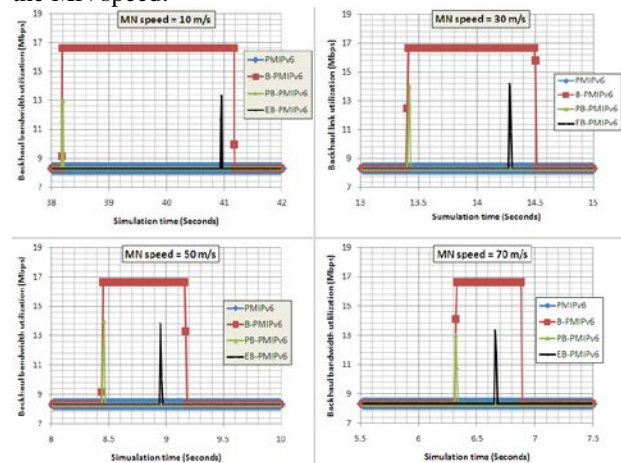 the MN speed.
MN speed = 10 m/s
Backhaul bandwidth utilization (Mbps)
19
17
15
13
11
9
7
PMIPv6
B-PMIPv6
PB-PMIPv6
EB-PMIPv6
38
39
40
41
42
Simulation time (Seconds)
MN speed = 30 m/s
Backhaul link utilization (Mbps)
19
17
15
13
11
9
7
PMIPv6
B-PMIPv6
PB-PMIPv6
EB-PMIPv6
13
13.5
14
14.5
15
Sumulation time (Seconds)
MN speed = 50 m/s
Backhaul bandwidth utilization (Mbps)
19
17
15
13
11
9
7
PMIPv6
B-PMIPv6
PB-PMIPv6
EB-PMIPv6
8
8.5
9
9.5
10
Simualation time (Seconds)
MN speed = 70 m/s
Backhaul bandwidth utilization (Mbps)
19
17
15
13
11
9
7
PMIPv6
B-PMIPv6
PB-PMIPv6
EB-PMIPv6
5.5
6
6.5
7
7.5
Simulation time (Seconds)